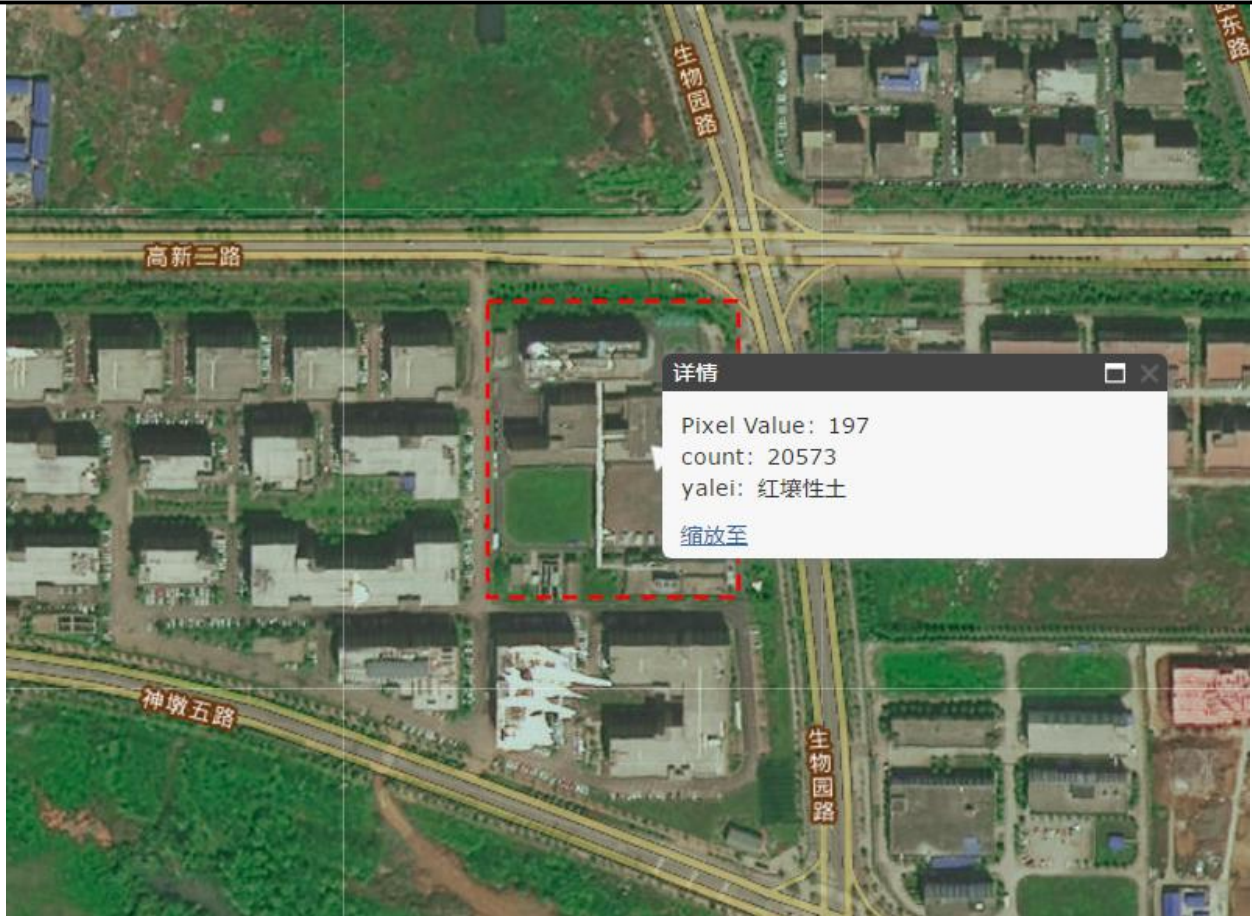 生物园路
高新二路
详情
Pixel Value: 197
count: 20573
yalei: 红壤性土
缩放至
神墩五路
生物园路